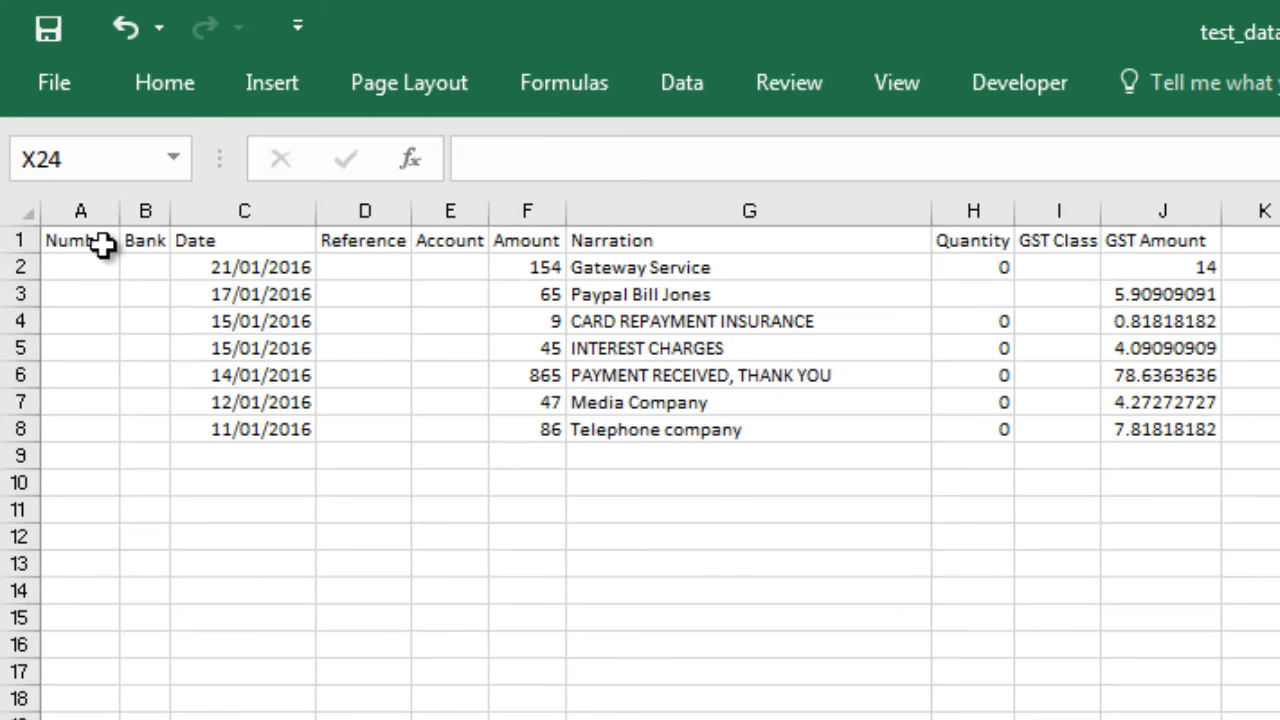 test_data
File Home Insert Page Layout Formulas Data Review View Developer Tell me what
X24 fx
A B C D E F G H I J K
1 Bank Date Reference Account Amount Narration Quantity GST Class GST Amount
2 21/01/2016 154 Gateway Service 0 14
3 17/01/2016 65 Paypal Bill Jones 5.90909091
4 15/01/2016 9 CARD REPAYMENT INSURANCE 0 0.81818182
5 15/01/2016 45 INTEREST CHARGES 0 4.09090909
6 14/01/2016 865 PAYMENT RECEIVED, THANK YOU 0 78.6363636
7 12/01/2016 47 Media Company 0 4.27272727
8 11/01/2016 86 Telephone company 0 7.81818182
9
10
11
12
13
14
15
16
17
18